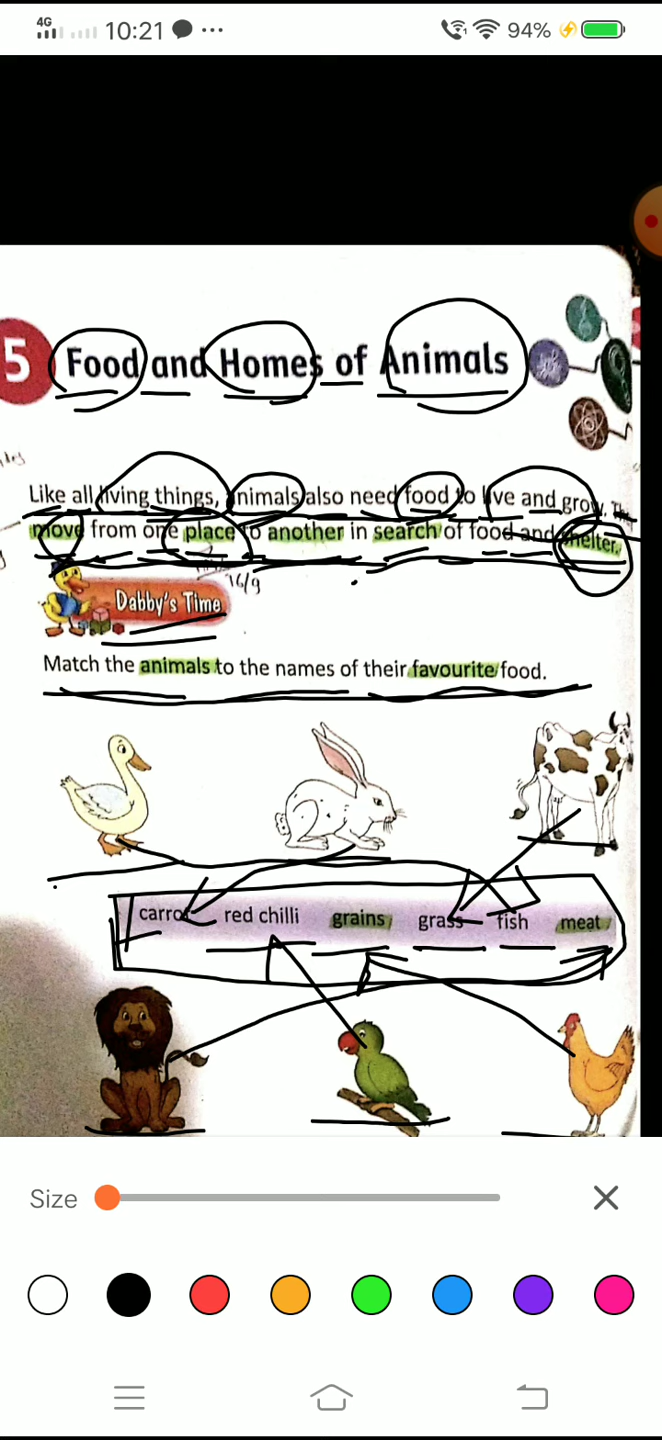 4G 10:21 ... 94%
5 Food and Homes of Animals
Like all living things, animals also need food to live and grow.
move from one place to another in search of food and shelter.
16/9
Dabby's Time
Match the animals to the names of their favourite food.
carrot red chilli grains grass fish meat
Size